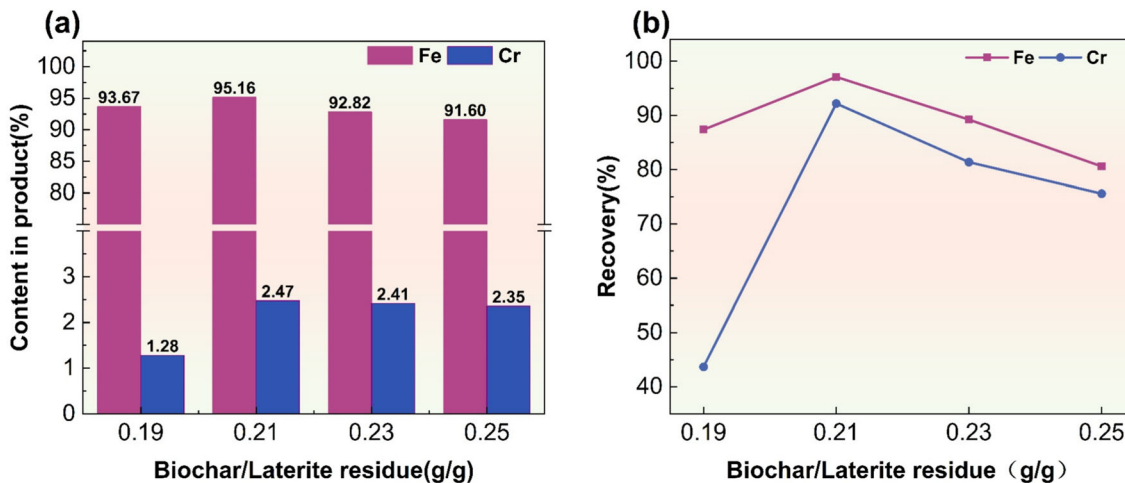 (a)
Fe Cr
100
95
90
85
80
3
2
1
0
93.67
95.16
92.82
91.60
1.28
2.47
2.41
2.35
0.19 0.21 0.23 0.25
Content in product(%)
Biochar/Laterite residue(g/g)
(b)
Fe Cr
100
90
80
70
60
50
40
0.19 0.21 0.23 0.25
Recovery(%)
Biochar/Laterite residue（g/g）